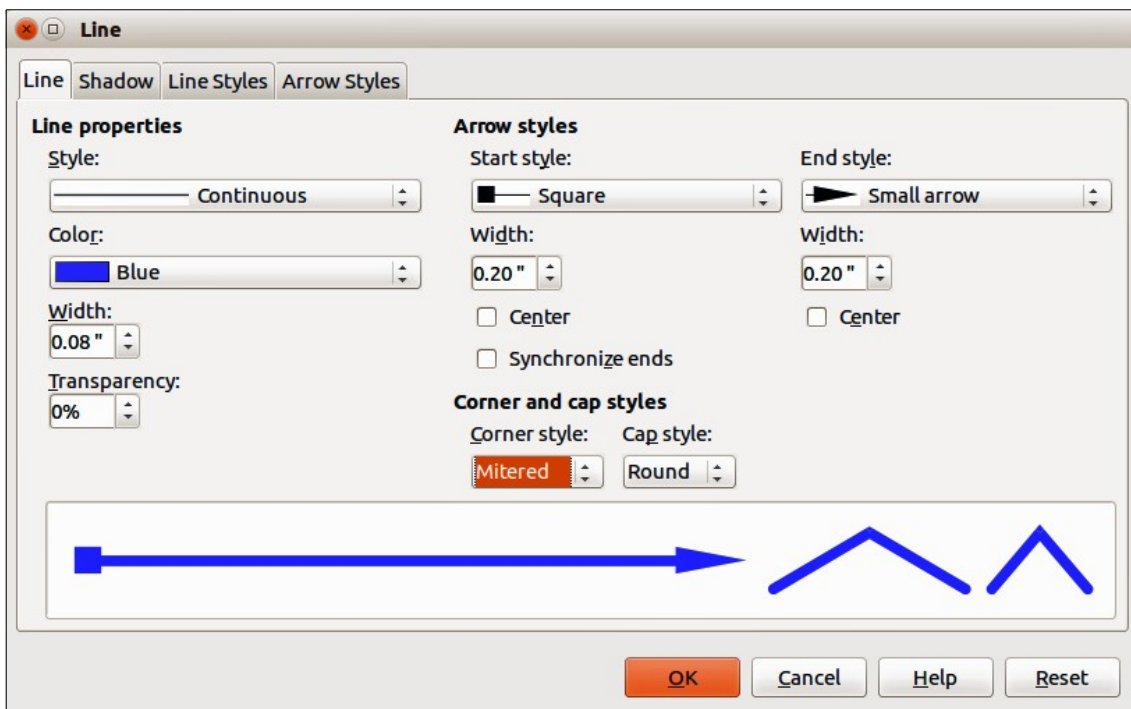 Line
Line Shadow Line Styles Arrow Styles
Line properties
Style:
Continuous
Color:
Blue
Width:
0.08 "
Transparency:
0%
Arrow styles
Start style:
Square
Width:
0.20 "
Center
Synchronize ends
End style:
Small arrow
Width:
0.20 "
Center
Corner and cap styles
Corner style: Cap style:
Mitered Round
OK Cancel Help Reset